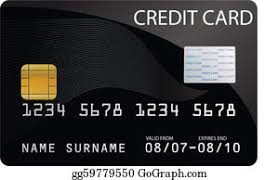 CREDIT CARD
1234 5678 1234 5678
VALID FROM EXPIRES END
08/07-08/10
NAME SURNAME
gg59779550 GoGraph.com